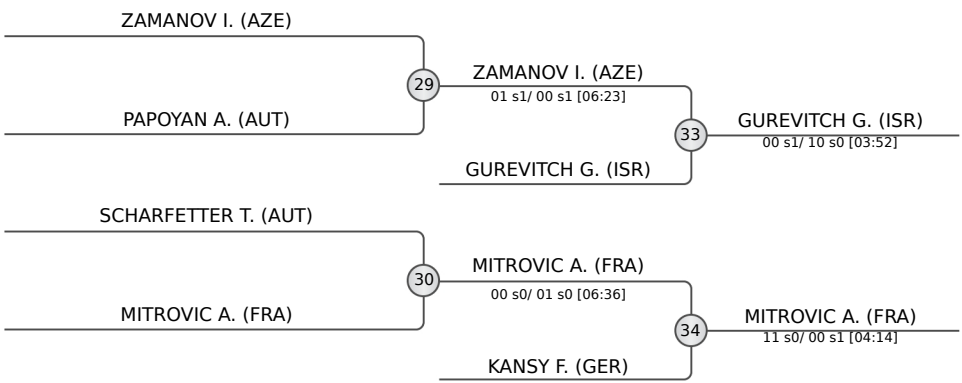 ZAMANOV I. (AZE)
29
ZAMANOV I. (AZE)
01 s1/ 00 s1 [06:23]
PAPOYAN A. (AUT)
33
GUREVITCH G. (ISR)
00 s1/ 10 s0 [03:52]
GUREVITCH G. (ISR)
SCHARFETTER T. (AUT)
30
MITROVIC A. (FRA)
00 s0/ 01 s0 [06:36]
MITROVIC A. (FRA)
34
MITROVIC A. (FRA)
11 s0/ 00 s1 [04:14]
KANSY F. (GER)